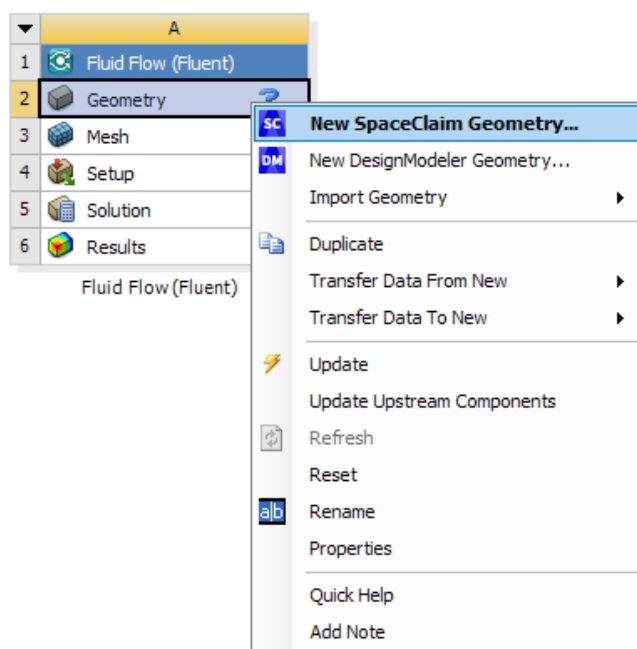 A
1 Fluid Flow (Fluent)
2 Geometry ?
3 Mesh
4 Setup
5 Solution
6 Results
Fluid Flow (Fluent)
SC New SpaceClaim Geometry...
DM New DesignModeler Geometry...
Import Geometry
Duplicate
Transfer Data From New
Transfer Data To New
Update
Update Upstream Components
Refresh
Reset
a|b Rename
Properties
Quick Help
Add Note